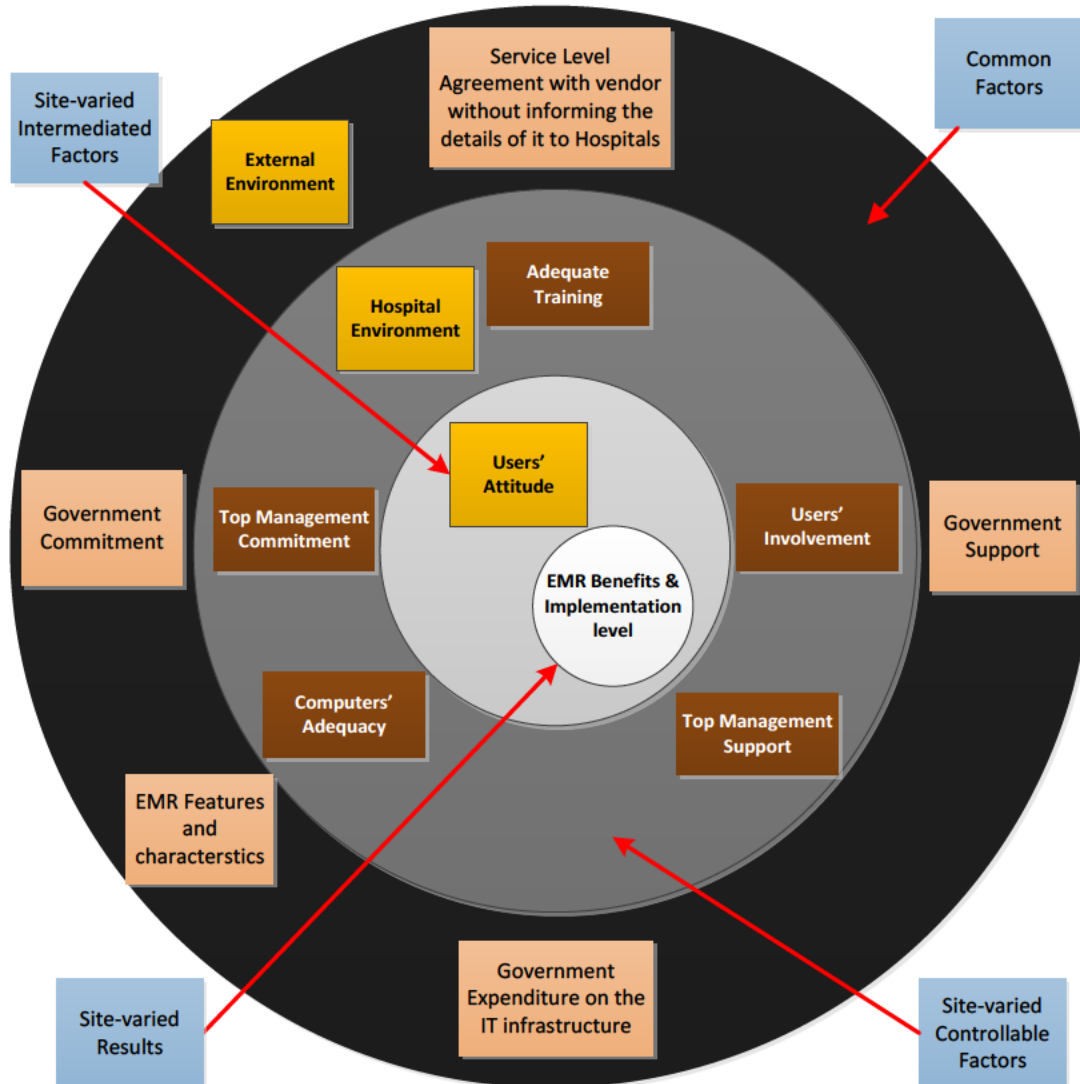 Service Level
Agreement with vendor
without informing the
details of it to Hospitals
Common
Factors
Site-varied
Intermediated
Factors
External
Environment
Adequate
Training
Hospital
Environment
Users'
Attitude
Government
Commitment
Top Management
Commitment
Users'
Involvement
Government
Support
EMR Benefits &
Implementation
level
Computers'
Adequacy
Top Management
Support
EMR Features
and
characterstics
Government
Expenditure on the
IT infrastructure
Site-varied
Results
Site-varied
Controllable
Factors